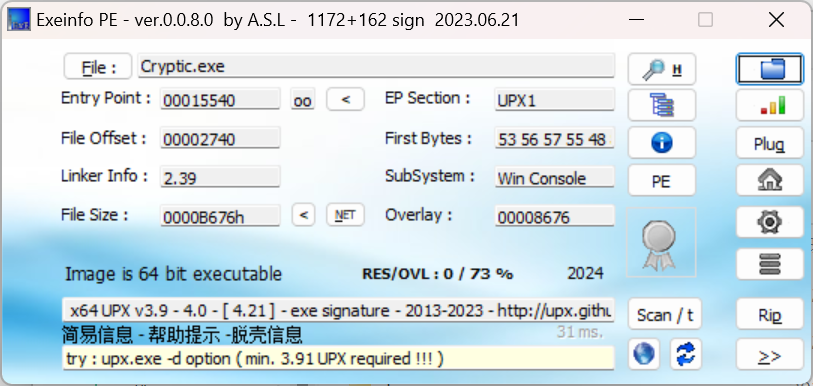 Exeinfo PE - ver.0.0.8.0 by A.S.L - 1172+162 sign 2023.06.21
File : Cryptic.exe H
Entry Point : 00015540 oo < EP Section : UPX1
File Offset : 00002740 First Bytes : 53 56 57 55 48 Plug
Linker Info : 2.39 SubSystem : Win Console PE
File Size : 0000B676h < NET Overlay : 00008676
Image is 64 bit executable RES/OVL : 0 / 73 % 2024
x64 UPX v3.9 - 4.0 - [ 4.21 ] - exe signature - 2013-2023 - http://upx.githu Scan / t Rip
简易信息 - 帮助提示 -脱壳信息 31 ms.
try : upx.exe -d option ( min. 3.91 UPX required !!! ) >>